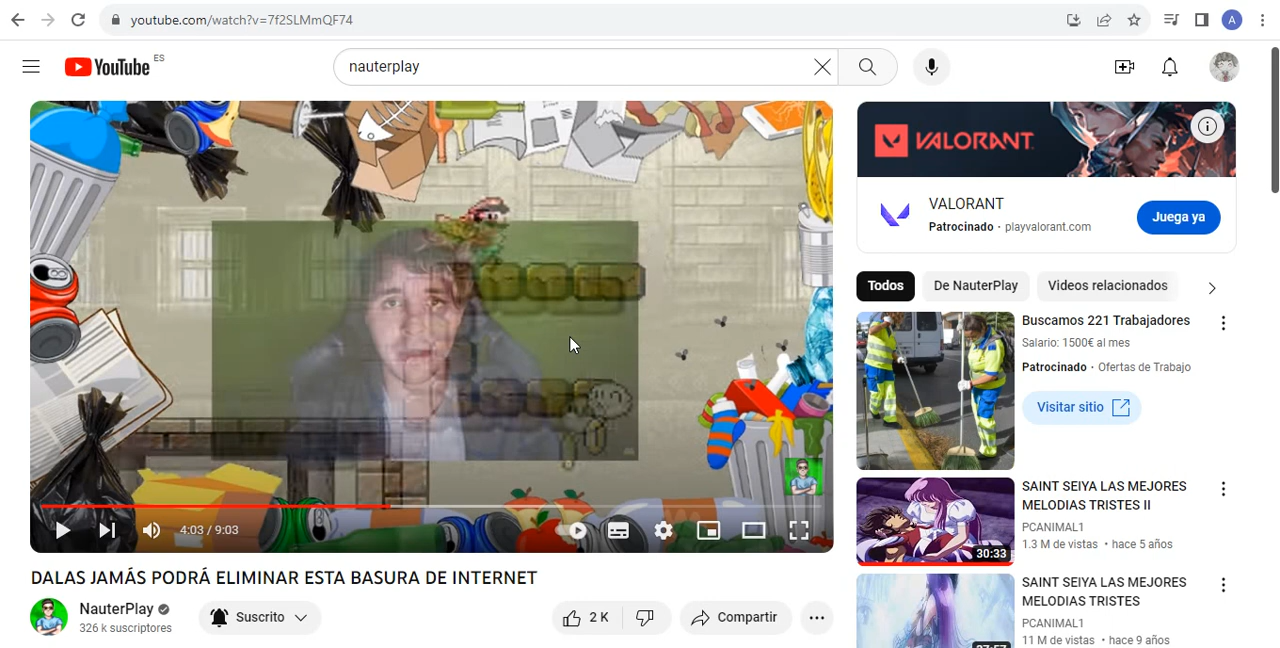 youtube.com/watch?v=7f2SLMmQF74
A
YouTube ES
nauterplay
4:03 / 9:03
DALAS JAMÁS PODRÁ ELIMINAR ESTA BASURA DE INTERNET
NauterPlay
326 k suscriptores
Suscrito
2 K
Compartir
VALORANT
VALORANT
Patrocinado · playvalorant.com
Juega ya
Todos
De NauterPlay
Videos relacionados
Buscamos 221 Trabajadores
Salario: 1500€ al mes
Patrocinado · Ofertas de Trabajo
Visitar sitio
30:33
SAINT SEIYA LAS MEJORES
MELODIAS TRISTES II
PCANIMAL1
1.3 M de vistas • hace 5 años
SAINT SEIYA LAS MEJORES
MELODIAS TRISTES
PCANIMAL1
11 M de vistas • hace 9 años